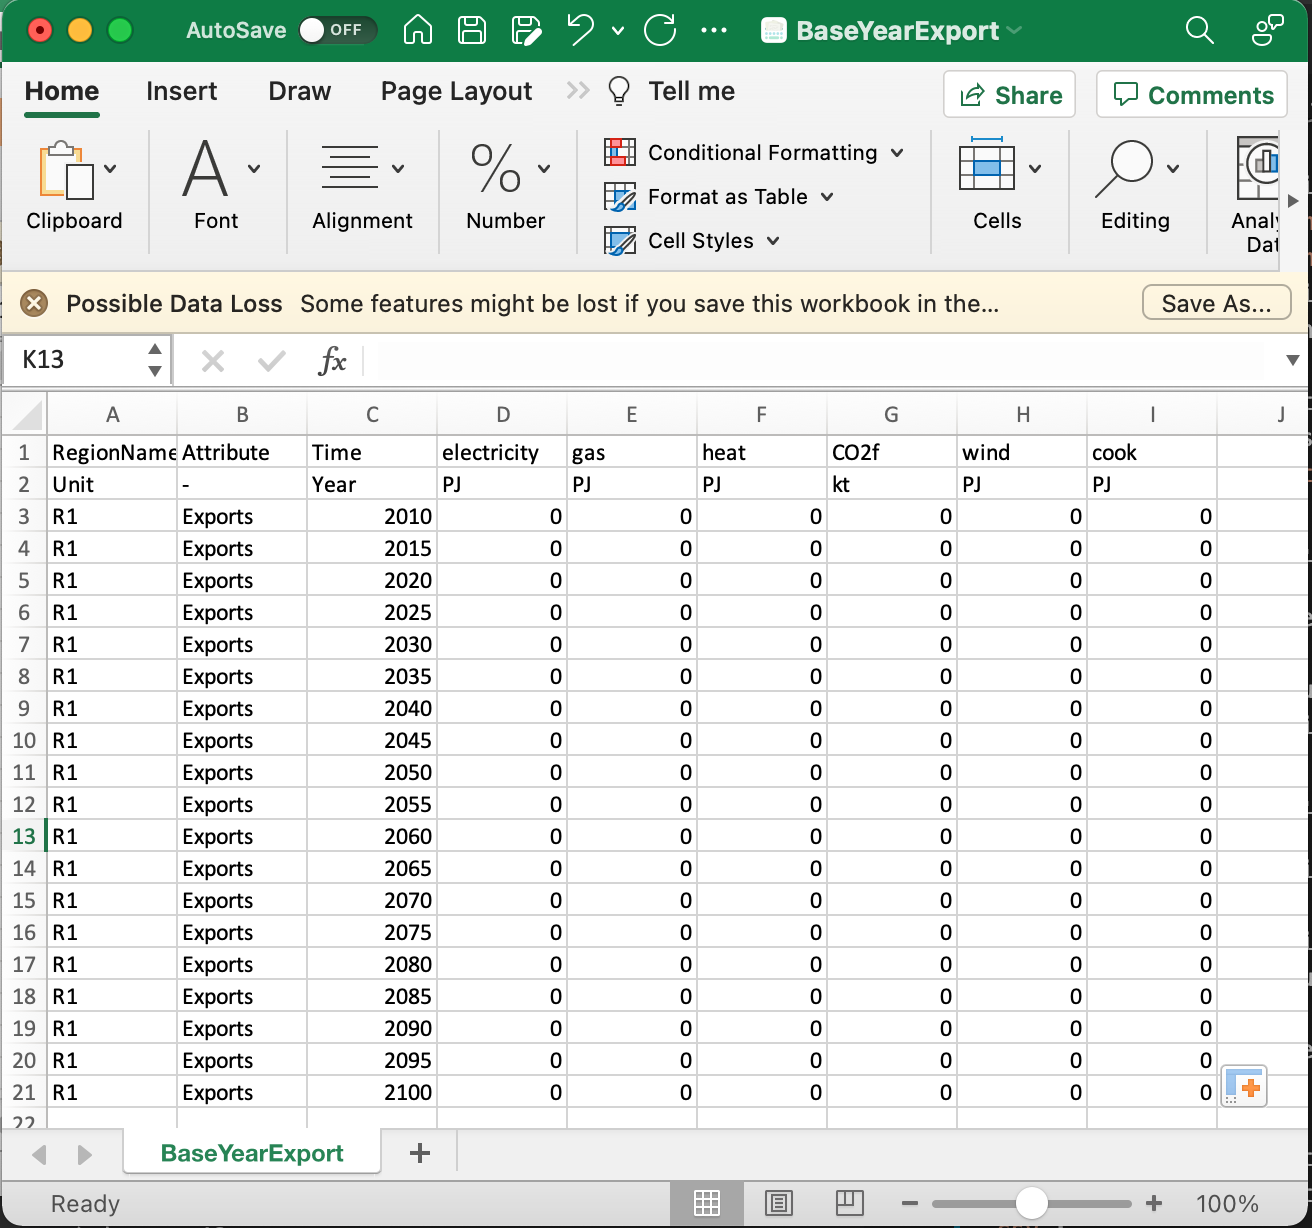 AutoSave OFF BaseYearExport
Home Insert Draw Page Layout Tell me Share Comments
Clipboard Font Alignment Number Conditional Formatting Format as Table Cell Styles Cells Editing
Possible Data Loss Some features might be lost if you save this workbook in the... Save As...
K13 fx
A B C D E F G H I J
1 RegionName Attribute Time electricity gas heat CO2f wind cook
2 Unit - Year PJ PJ PJ kt PJ PJ
3 R1 Exports 2010 0 0 0 0 0 0
4 R1 Exports 2015 0 0 0 0 0 0
5 R1 Exports 2020 0 0 0 0 0 0
6 R1 Exports 2025 0 0 0 0 0 0
7 R1 Exports 2030 0 0 0 0 0 0
8 R1 Exports 2035 0 0 0 0 0 0
9 R1 Exports 2040 0 0 0 0 0 0
10 R1 Exports 2045 0 0 0 0 0 0
11 R1 Exports 2050 0 0 0 0 0 0
12 R1 Exports 2055 0 0 0 0 0 0
13 R1 Exports 2060 0 0 0 0 0 0
14 R1 Exports 2065 0 0 0 0 0 0
15 R1 Exports 2070 0 0 0 0 0 0
16 R1 Exports 2075 0 0 0 0 0 0
17 R1 Exports 2080 0 0 0 0 0 0
18 R1 Exports 2085 0 0 0 0 0 0
19 R1 Exports 2090 0 0 0 0 0 0
20 R1 Exports 2095 0 0 0 0 0 0
21 R1 Exports 2100 0 0 0 0 0 0
22
BaseYearExport +
Ready 100%